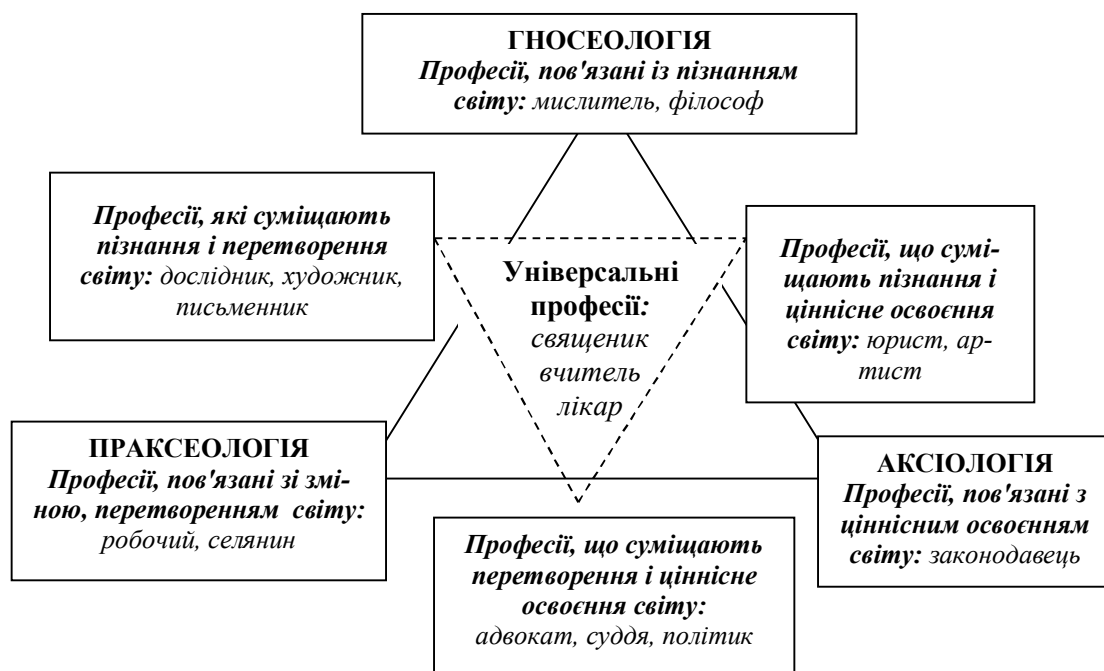 ГНОСЕОЛОГІЯ
Професії, пов'язані із пізнанням
світу: мислитель, філософ
Професії, які суміщають
пізнання і перетворення
світу: дослідник, художник,
письменник
Універсальні
професії:
священик
вчитель
лікар
Професії, що сумі-
щають пізнання і
ціннісне освоєння
світу: юрист, ар-
тист
ПРАКСЕОЛОГІЯ
Професії, пов'язані зі змі-
ною, перетворенням світу:
робочий, селянин
Професії, що суміщають
перетворення і ціннісне
освоєння світу:
адвокат, суддя, політик
АКСІОЛОГІЯ
Професії, пов'язані з
ціннісним освоєнням
світу: законодавець